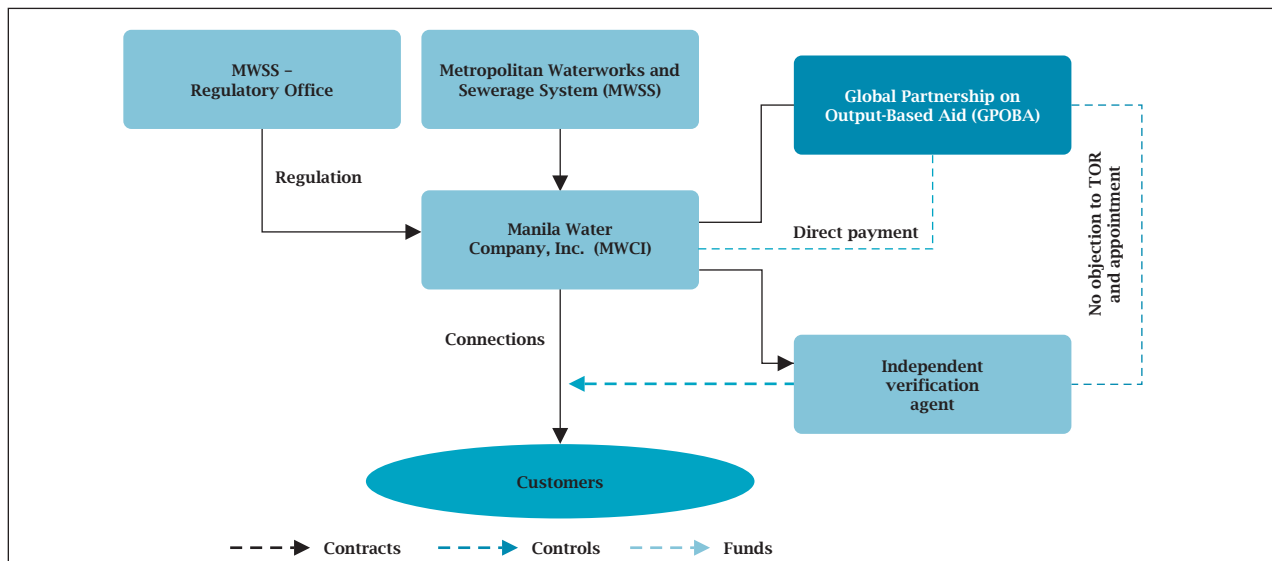 MWSS –
Regulatory Office
Metropolitan Waterworks and
Sewerage System (MWSS)
Global Partnership on
Output-Based Aid (GPOBA)
Regulation
Manila Water
Company, Inc. (MWCI)
Direct payment
No objection to TOR
and appointment
Connections
Independent
verification
agent
Customers
Contracts
Controls
Funds